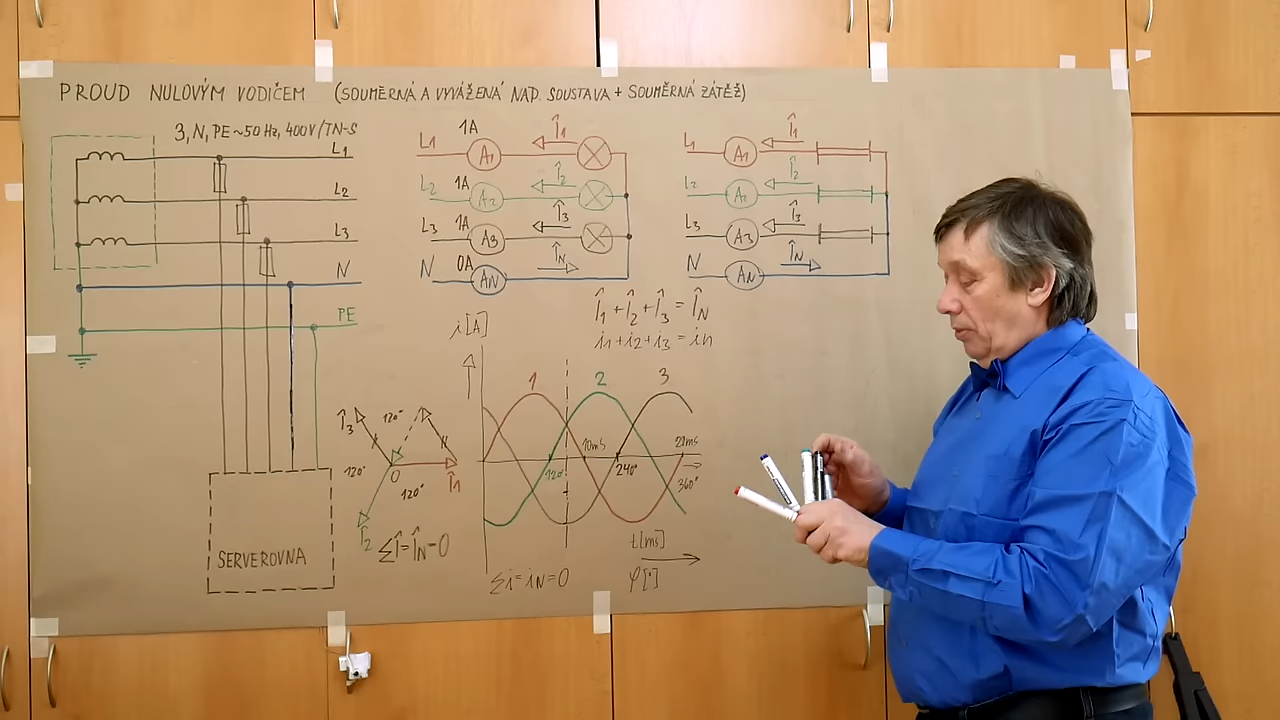 PROUD NULOVÝM VODIČEM (SOUMĚRNÁ A VYVÁŽENÁ NAP. SOUSTAVA + SOUMĚRNÁ ZÁTĚŽ)
3, N, PE ~ 50 Hz, 400V/TN-S
L1
L2
L3
N
PE
SERVEROVNA
L1 1A A1 Î1
L2 1A A2 Î2
L3 1A A3 Î3
N 0A AN ÎN
L1 A1 Î1
L2 A2 Î2
L3 A3 Î3
N AN ÎN
Î1 + Î2 + Î3 = ÎN
i1 + i2 + i3 = in
Î3 120°
120° 0 Î1
120°
Î2
∑Î = ÎN = 0
i [A]
1 2 3
10mS 20mS
120° 240° 360°
t[ms]
∑i = iN = 0 φ[°]